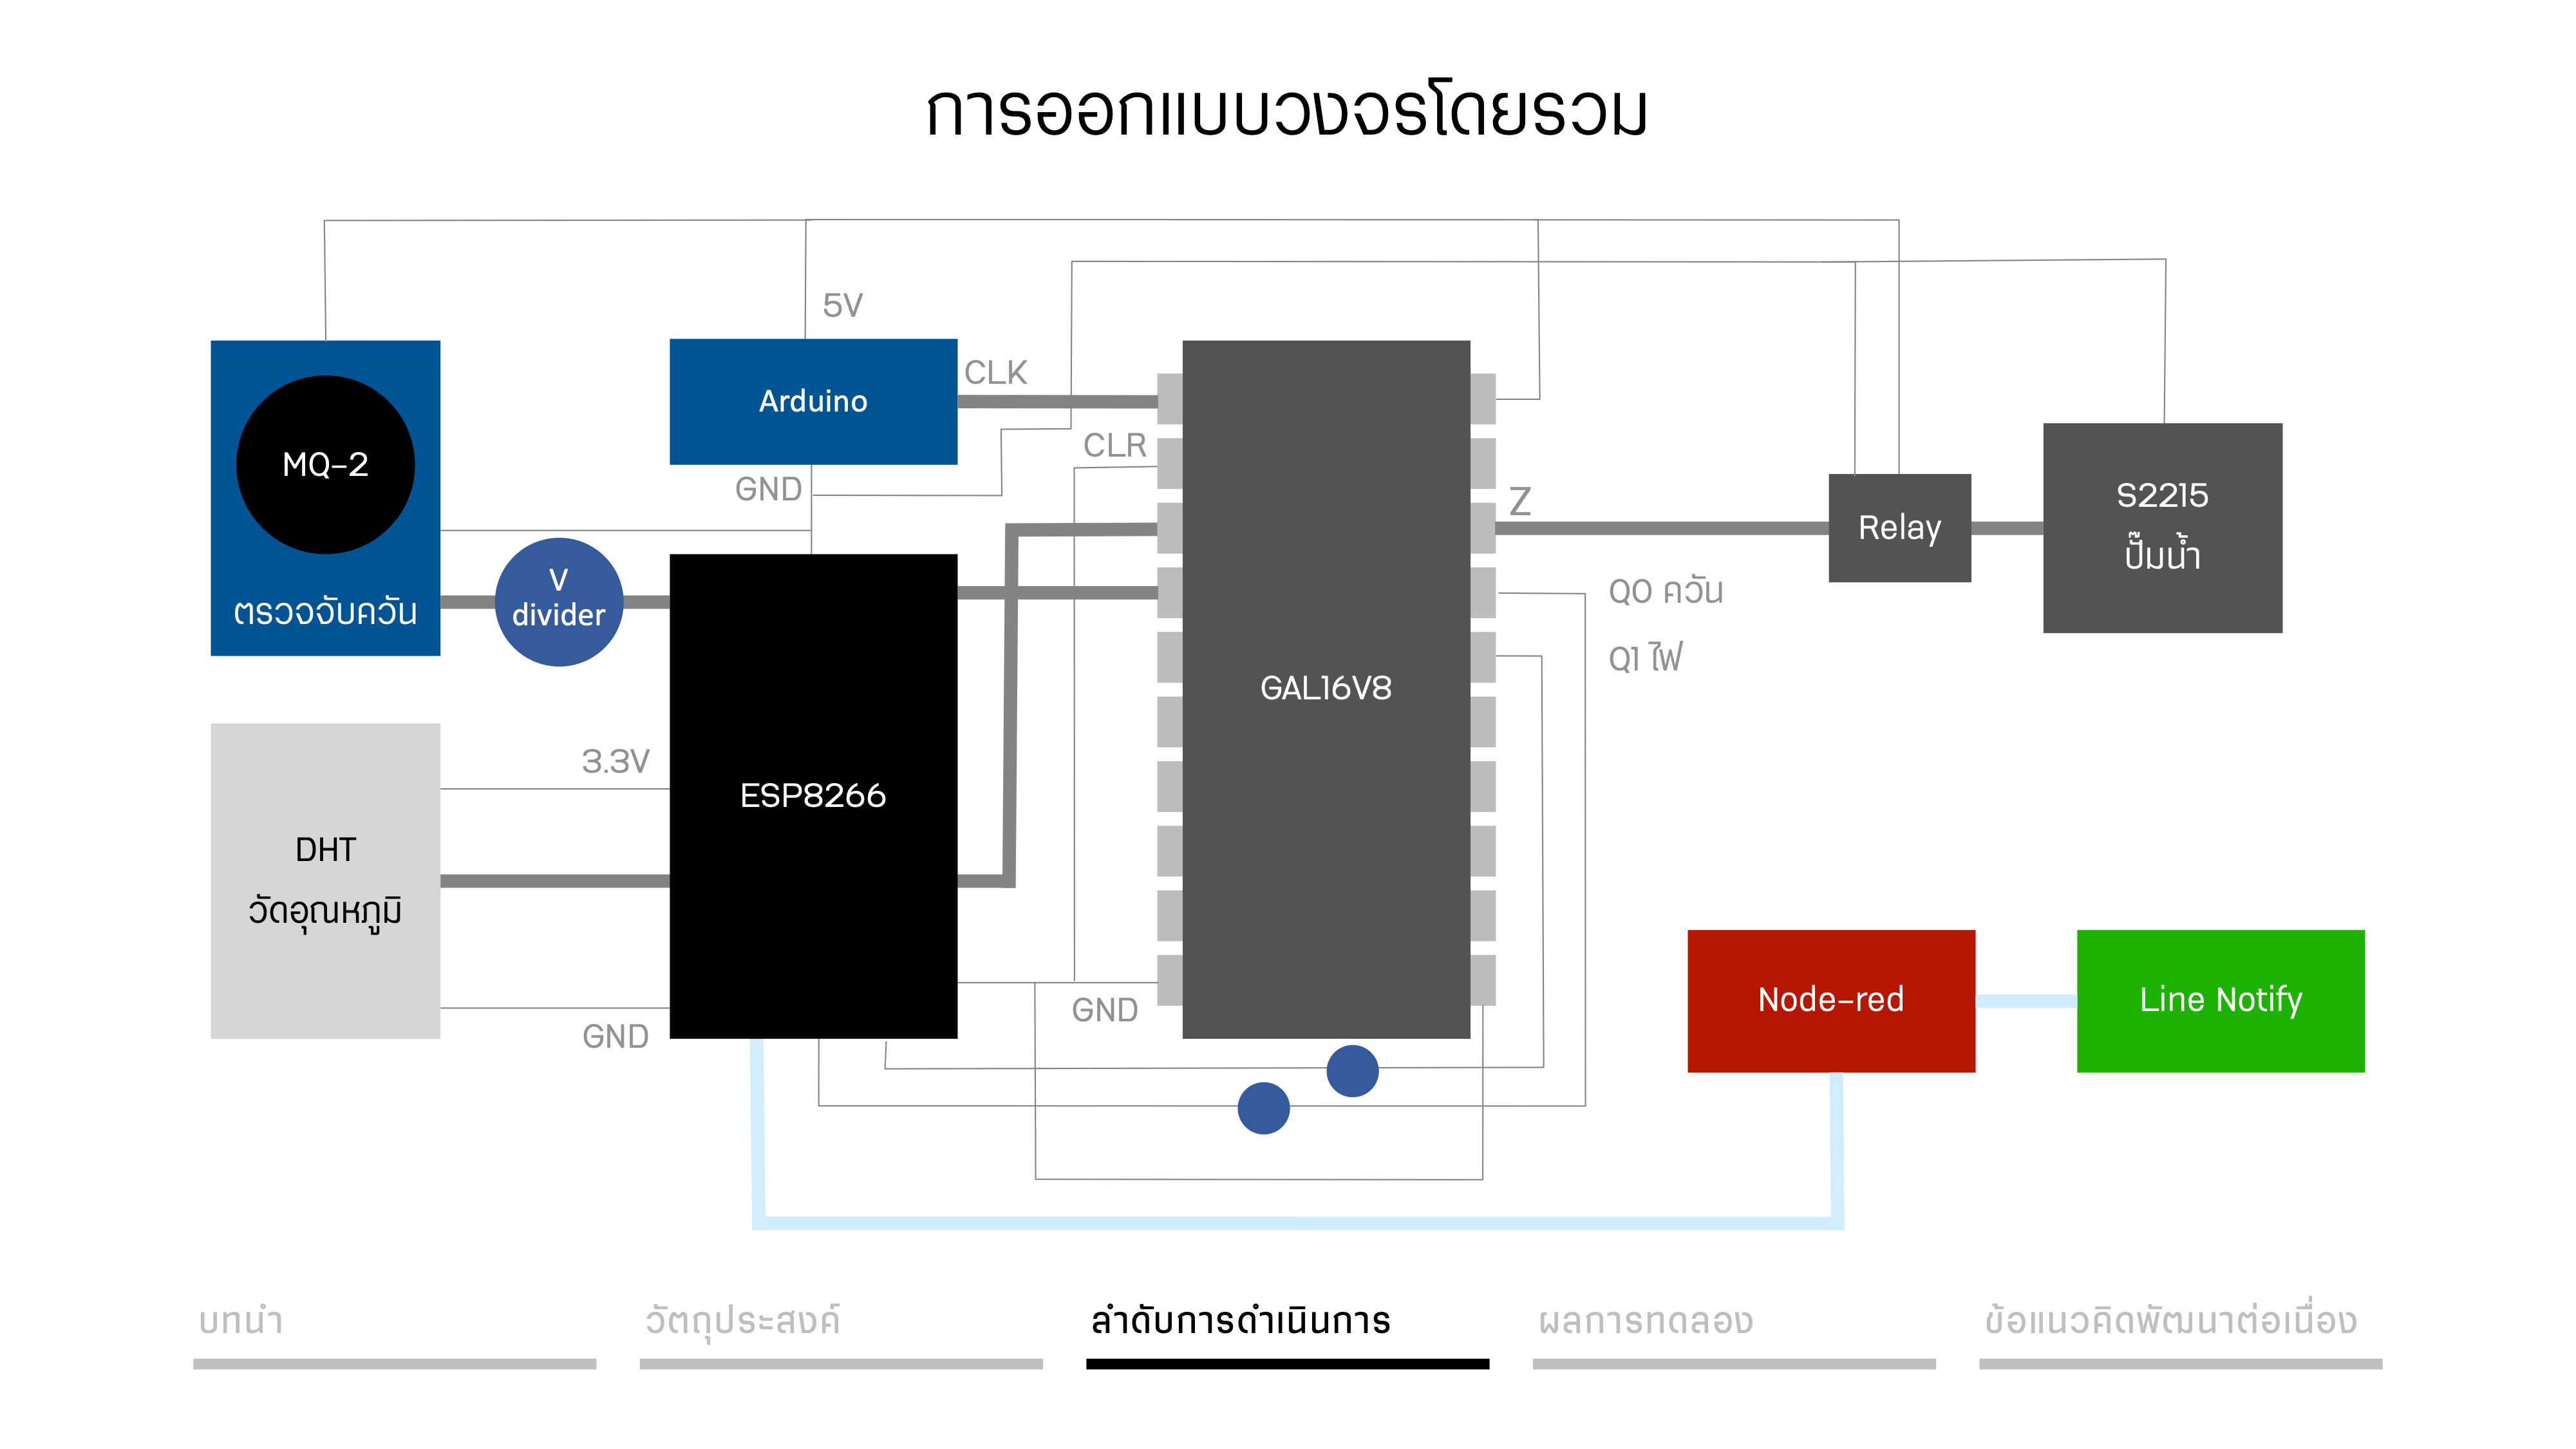 การออกแบบวงจรโดยรวม
5V
CLK
Arduino
CLR
MQ-2
GND
Z
S2215
ปั๊มน้ำ
Relay
V
divider
ตรวจจับควัน
Q0 ควัน
Q1 ไฟ
GAL16V8
3.3V
ESP8266
DHT
วัดอุณหภูมิ
GND
GND
Node-red
Line Notify
บทนำ
วัตถุประสงค์
ลำดับการดำเนินการ
ผลการทดลอง
ข้อแนวคิดพัฒนาต่อเนื่อง